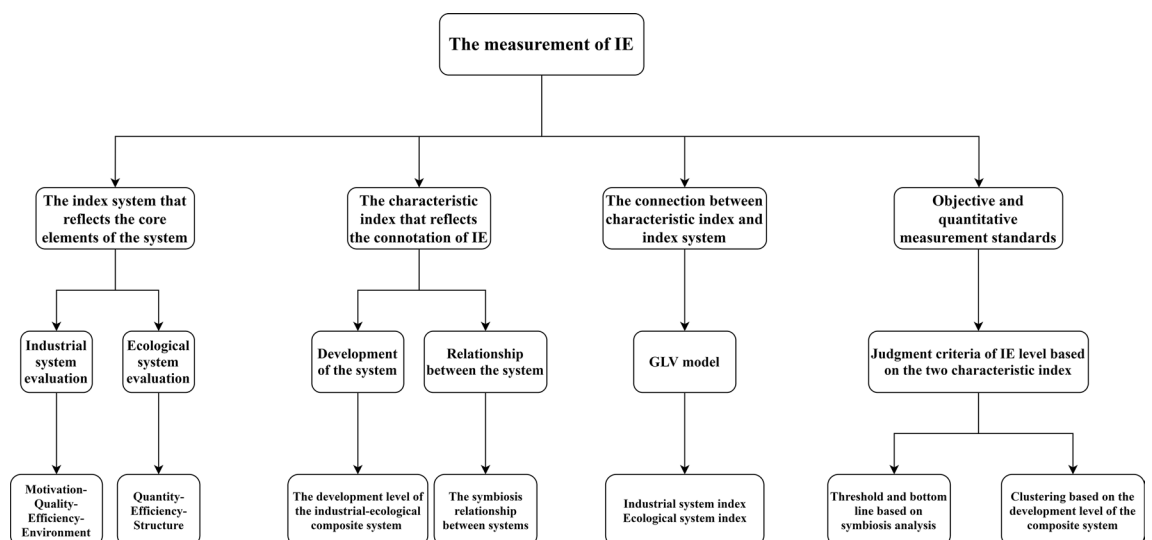 The measurement of IE
The index system that
reflects the core
elements of the system
The characteristic
index that reflects
the connotation of IE
The connection between
characteristic index and
index system
Objective and
quantitative
measurement standards
Industrial
system
evaluation
Ecological
system
evaluation
Development
of the system
Relationship
between the system
GLV model
Judgment criteria of IE level based
on the two characteristic index
Motivation-
Quality-
Efficiency-
Environment
Quantity-
Efficiency-
Structure
The development level of
the industrial-ecological
composite system
The symbiosis
relationship
between systems
Industrial system index
Ecological system index
Threshold and bottom
line based on
symbiosis analysis
Clustering based on the
development level of the
composite system